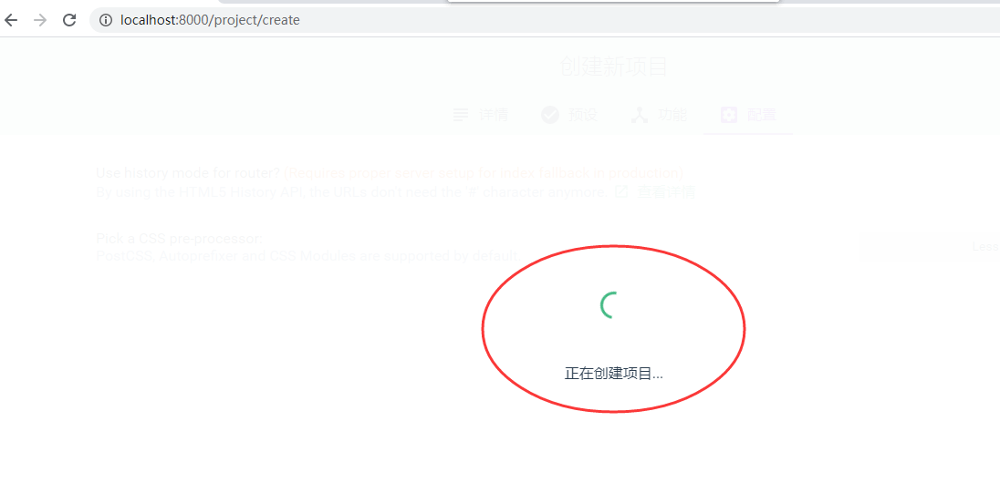 localhost:8000/project/create
创建新项目
详情 预设 功能 配置
Use history mode for router? (Requires proper server setup for index fallback in production)
By using the HTML5 History API, the URLs don't need the '#' character anymore. 查看详情
Pick a CSS pre-processor:
PostCSS, Autoprefixer and CSS Modules are supported by default
Less
正在创建项目...